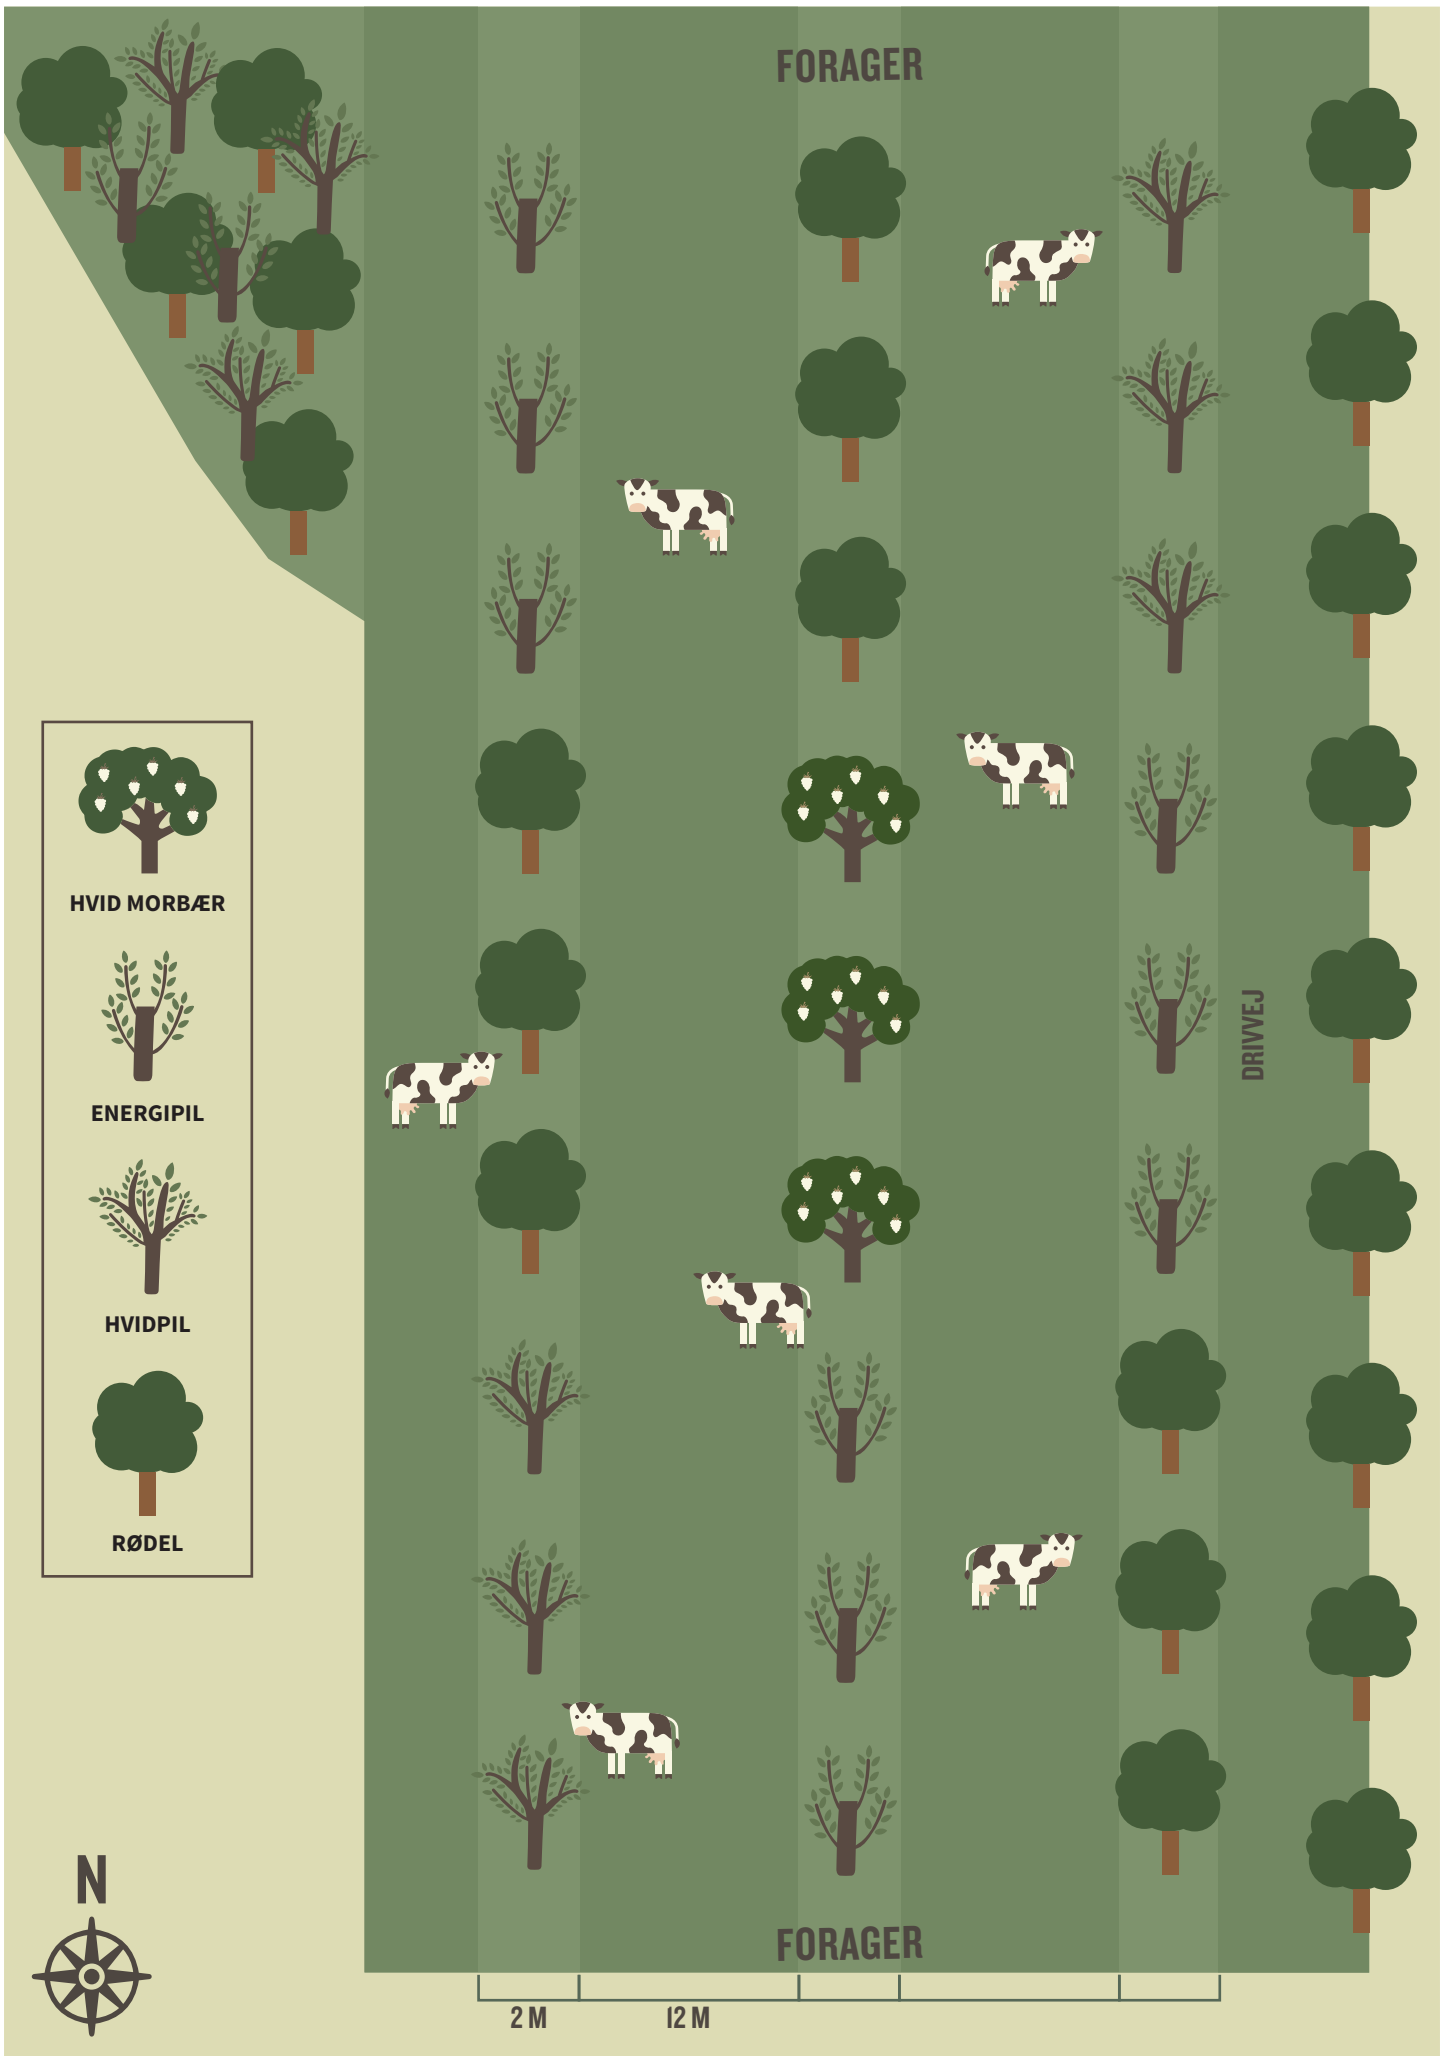 FORAGER
HVID MORBÆR
ENERGIPIL
DRIVVEJ
HVIDPIL
RØDEL
N
FORAGER
2 M
12 M